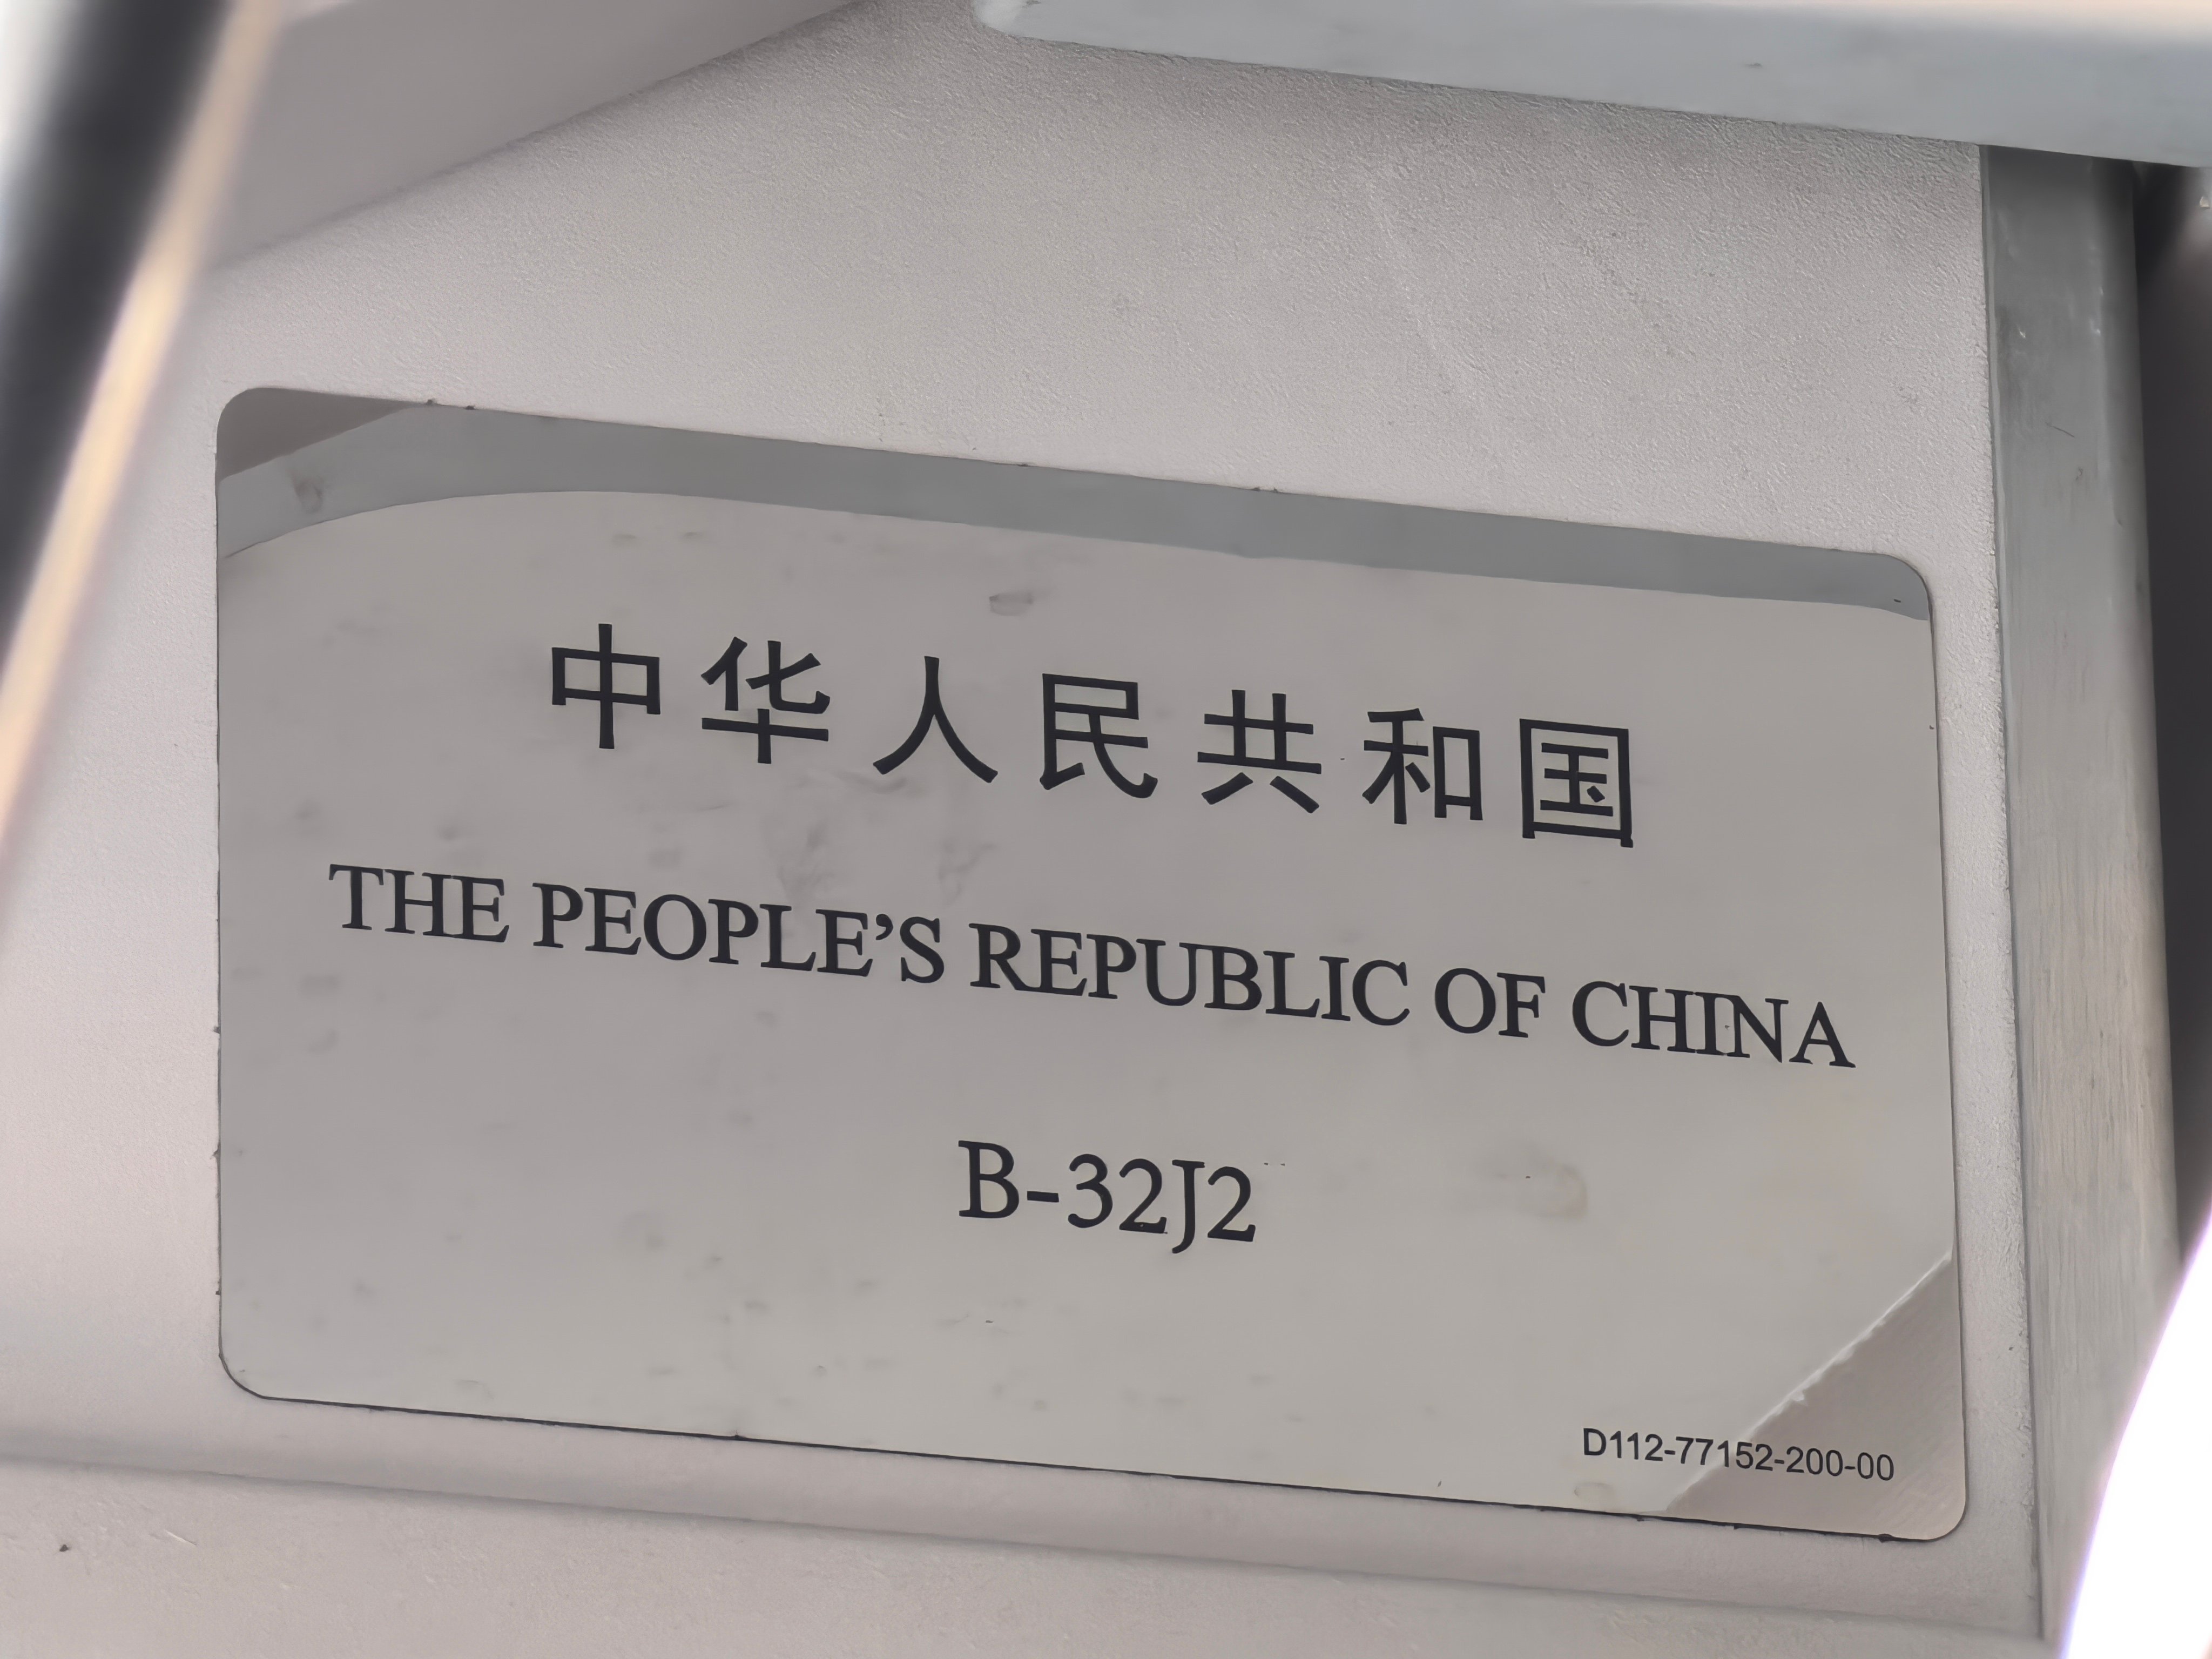 中华人民共和国
THE PEOPLE’S REPUBLIC OF CHINA
B-32J2
D112-77152-200-00